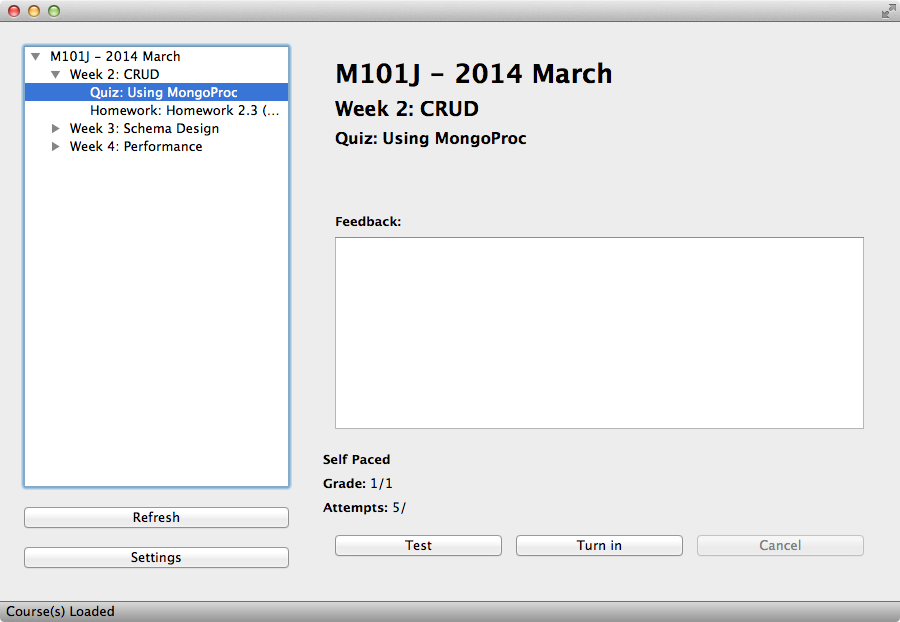 M101J – 2014 March
Week 2: CRUD
Quiz: Using MongoProc
Homework: Homework 2.3 (...
Week 3: Schema Design
Week 4: Performance
Refresh
Settings
M101J – 2014 March
Week 2: CRUD
Quiz: Using MongoProc
Feedback:
Self Paced
Grade: 1/1
Attempts: 5/
Test
Turn in
Cancel
Course(s) Loaded